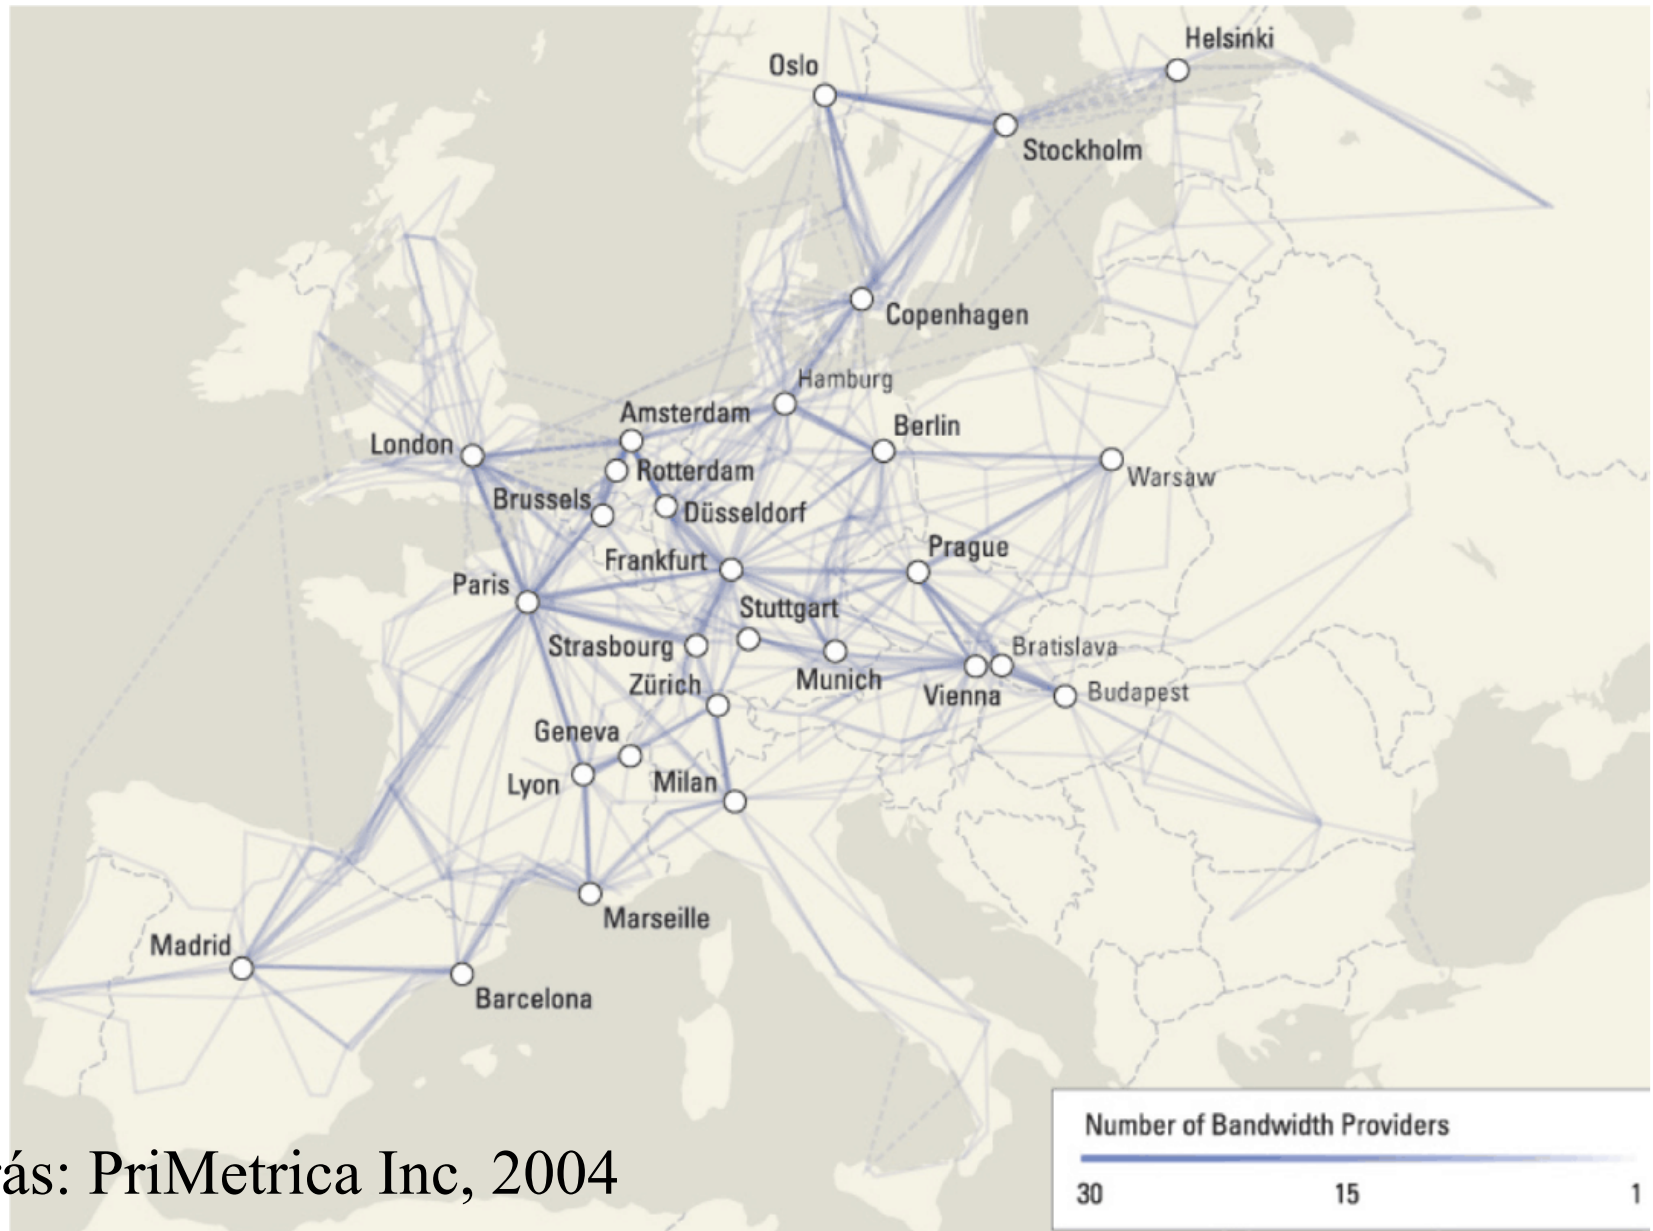 Helsinki
Oslo
Stockholm
Copenhagen
Hamburg
Amsterdam
Berlin
London
Rotterdam
Warsaw
Brussels
Düsseldorf
Prague
Frankfurt
Paris
Stuttgart
Strasbourg
Bratislava
Zürich
Munich
Vienna
Budapest
Geneva
Lyon
Milan
Marseille
Madrid
Barcelona
Number of Bandwidth Providers
30 15 1
ás: PriMetrica Inc, 2004